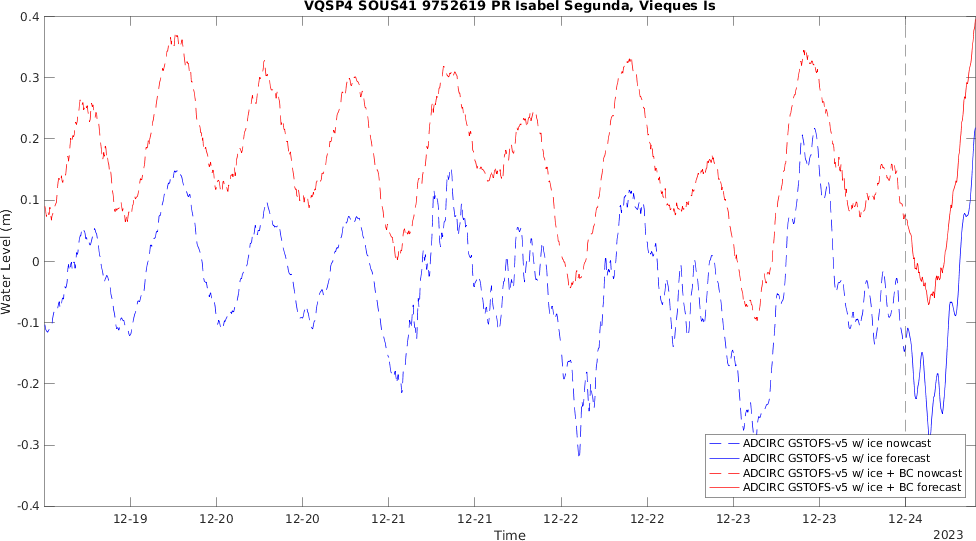 VQSP4 SOUS41 9752619 PR Isabel Segunda, Vieques Is
0.4
0.3
0.2
0.1
0
-0.1
-0.2
-0.3
-0.4
Water Level (m)
ADCIRC GSTOFS-v5 w/ ice nowcast
ADCIRC GSTOFS-v5 w/ ice forecast
ADCIRC GSTOFS-v5 w/ ice + BC nowcast
ADCIRC GSTOFS-v5 w/ ice + BC forecast
12-19 12-20 12-20 12-21 12-21 12-22 12-22 12-23 12-23 12-24
Time
2023